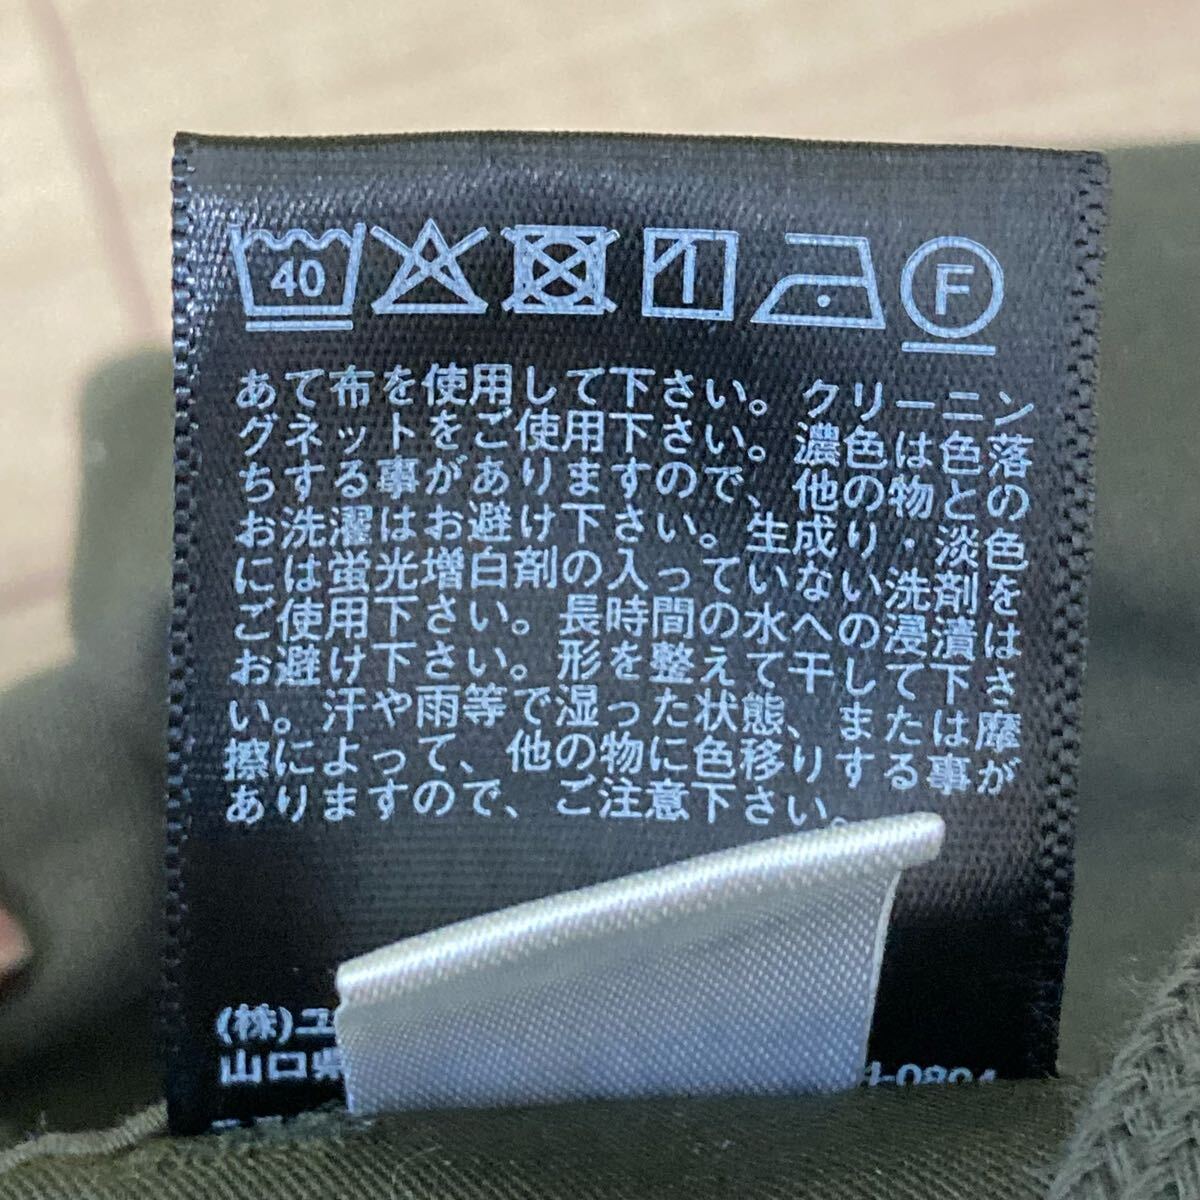 40 F
あて布を使用して下さい。クリーニン
グネットをご使用下さい。濃色は色落
ちする事がありますので、他の物との
お洗濯はお避け下さい。生成り・淡色
には蛍光増白剤の入っていない洗剤を
ご使用下さい。長時間の水への浸漬は
お避け下さい。形を整えて干して下さ
い。汗や雨等で湿った状態、または摩
擦によって、他の物に色移りする事が
ありますので、ご注意下さい。
(株)ユ
山口県